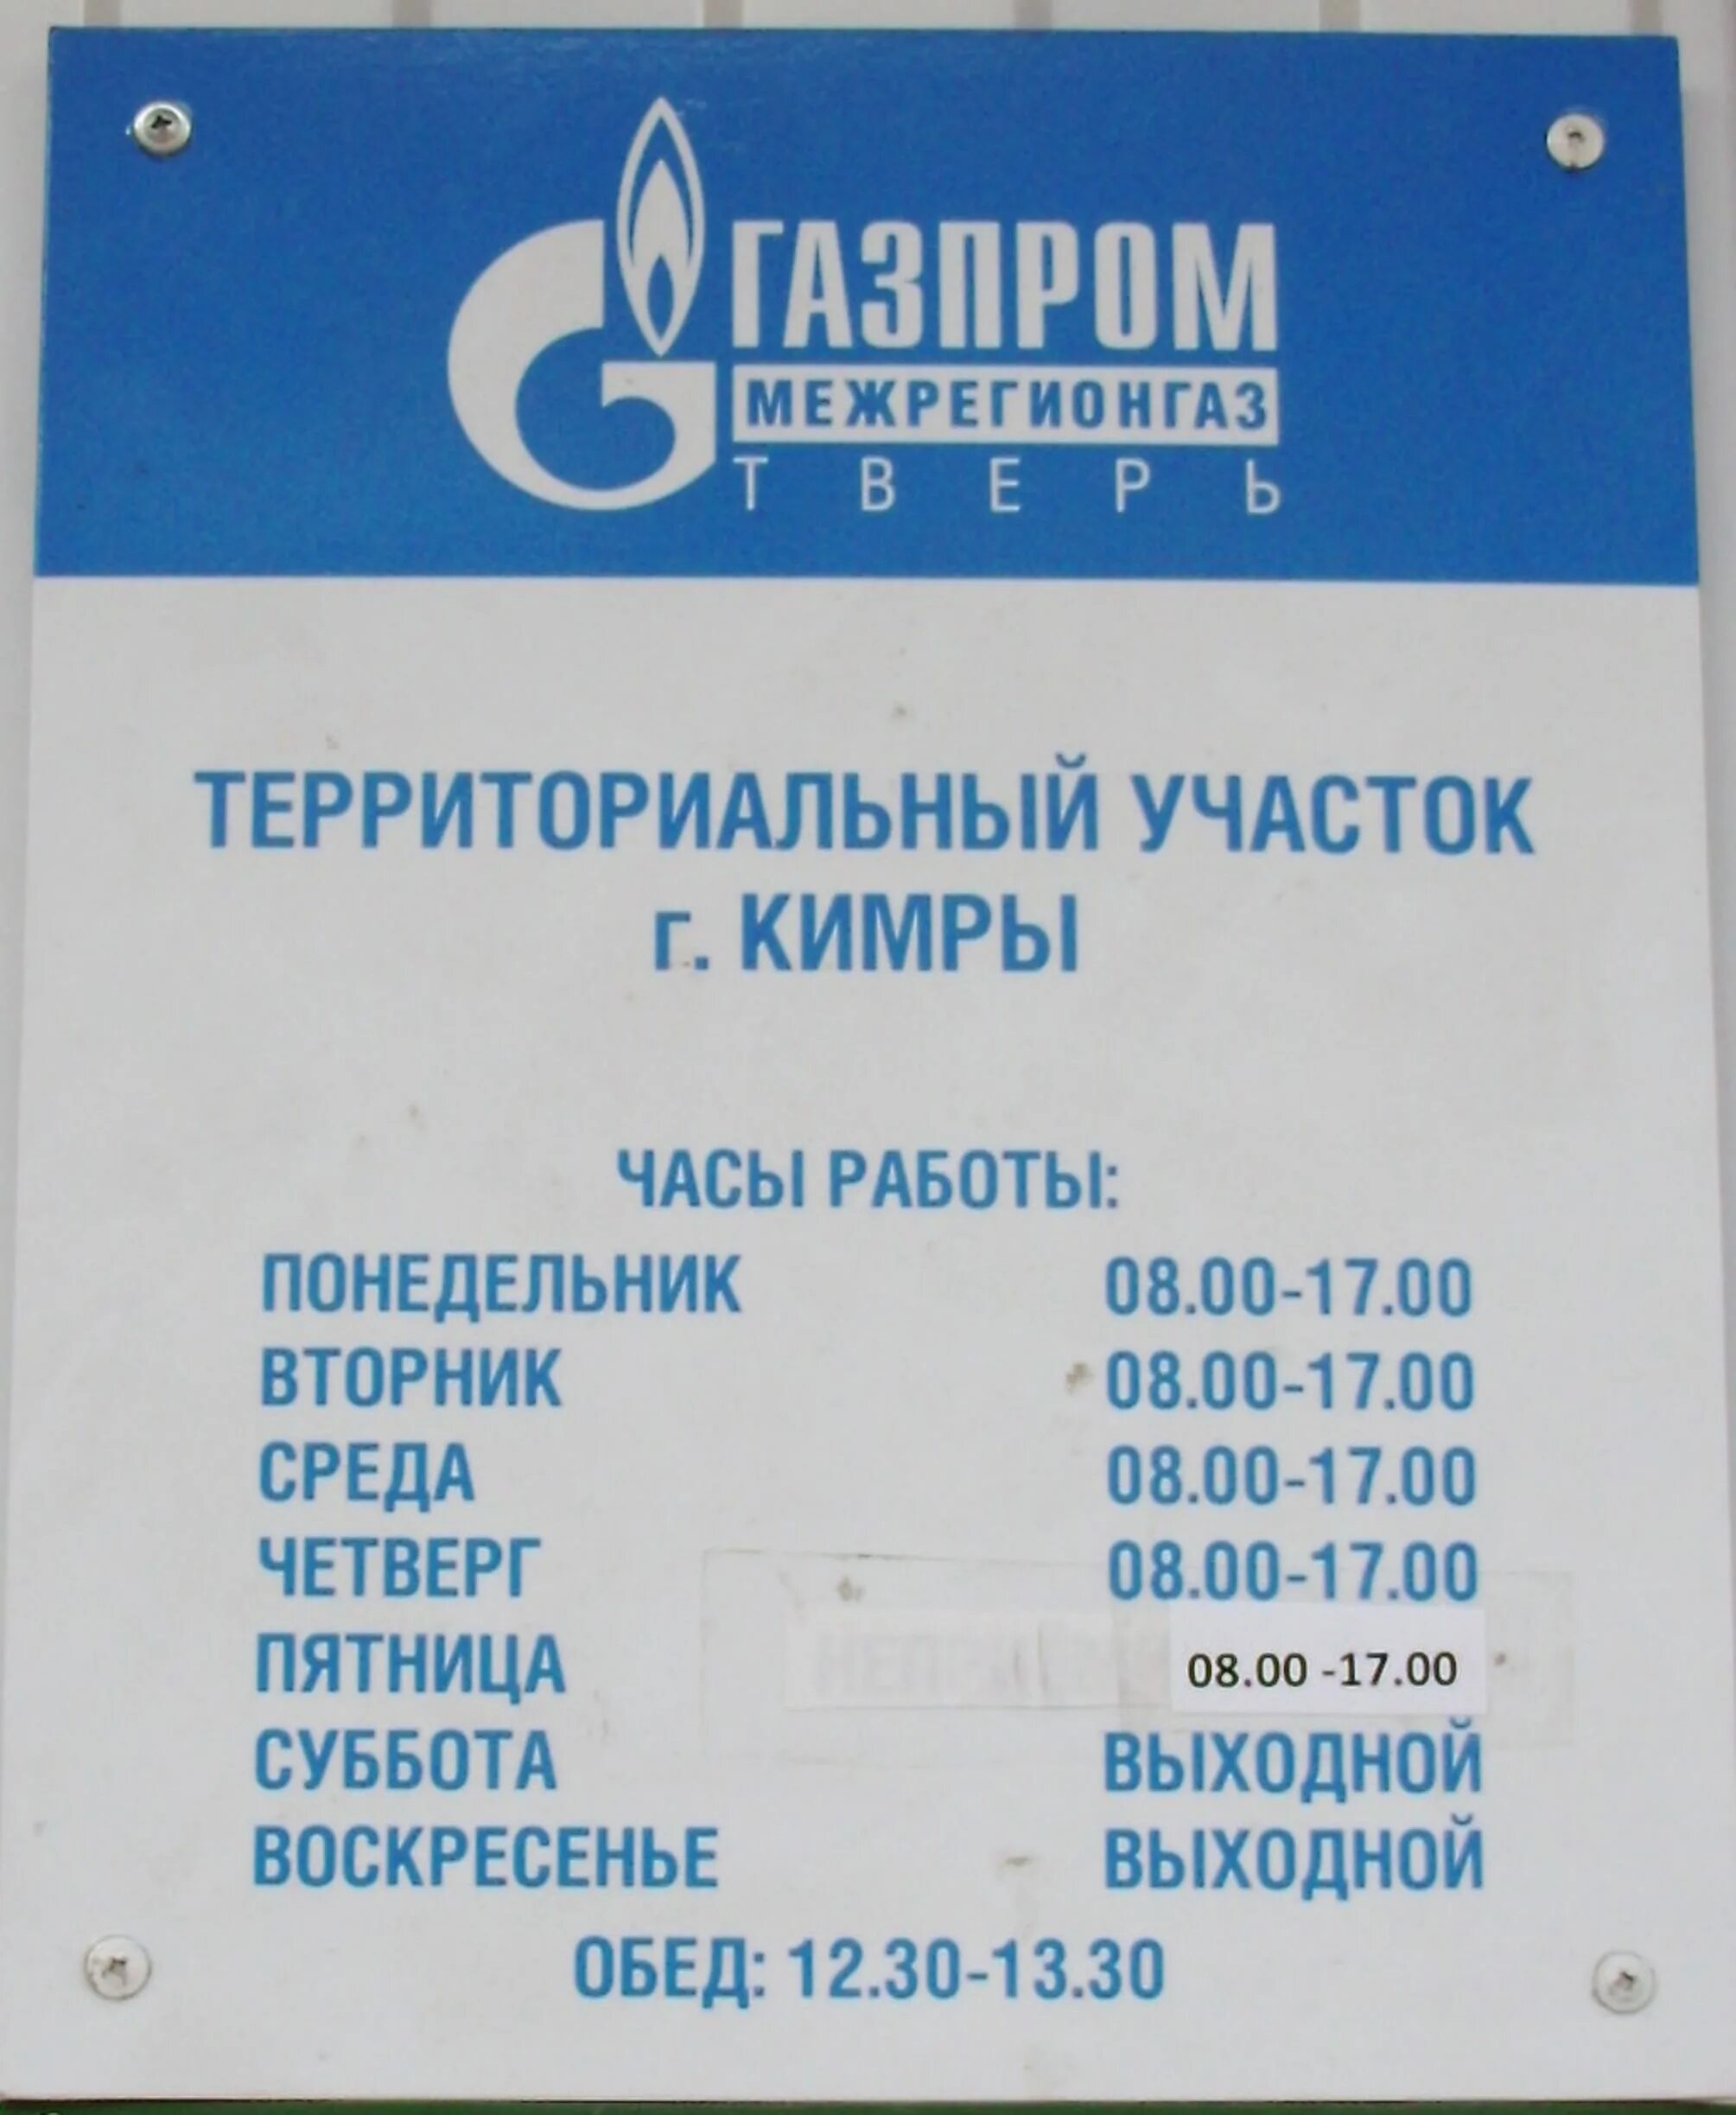 ГАЗПРОМ
МЕЖРЕГИОНГАЗ
ТВЕРЬ
ТЕРРИТОРИАЛЬНЫЙ УЧАСТОК
г. КИМРЫ
ЧАСЫ РАБОТЫ:
ПОНЕДЕЛЬНИК 08.00-17.00
ВТОРНИК 08.00-17.00
СРЕДА 08.00-17.00
ЧЕТВЕРГ 08.00-17.00
ПЯТНИЦА 08.00 -17.00
СУББОТА ВЫХОДНОЙ
ВОСКРЕСЕНЬЕ ВЫХОДНОЙ
ОБЕД: 12.30-13.30